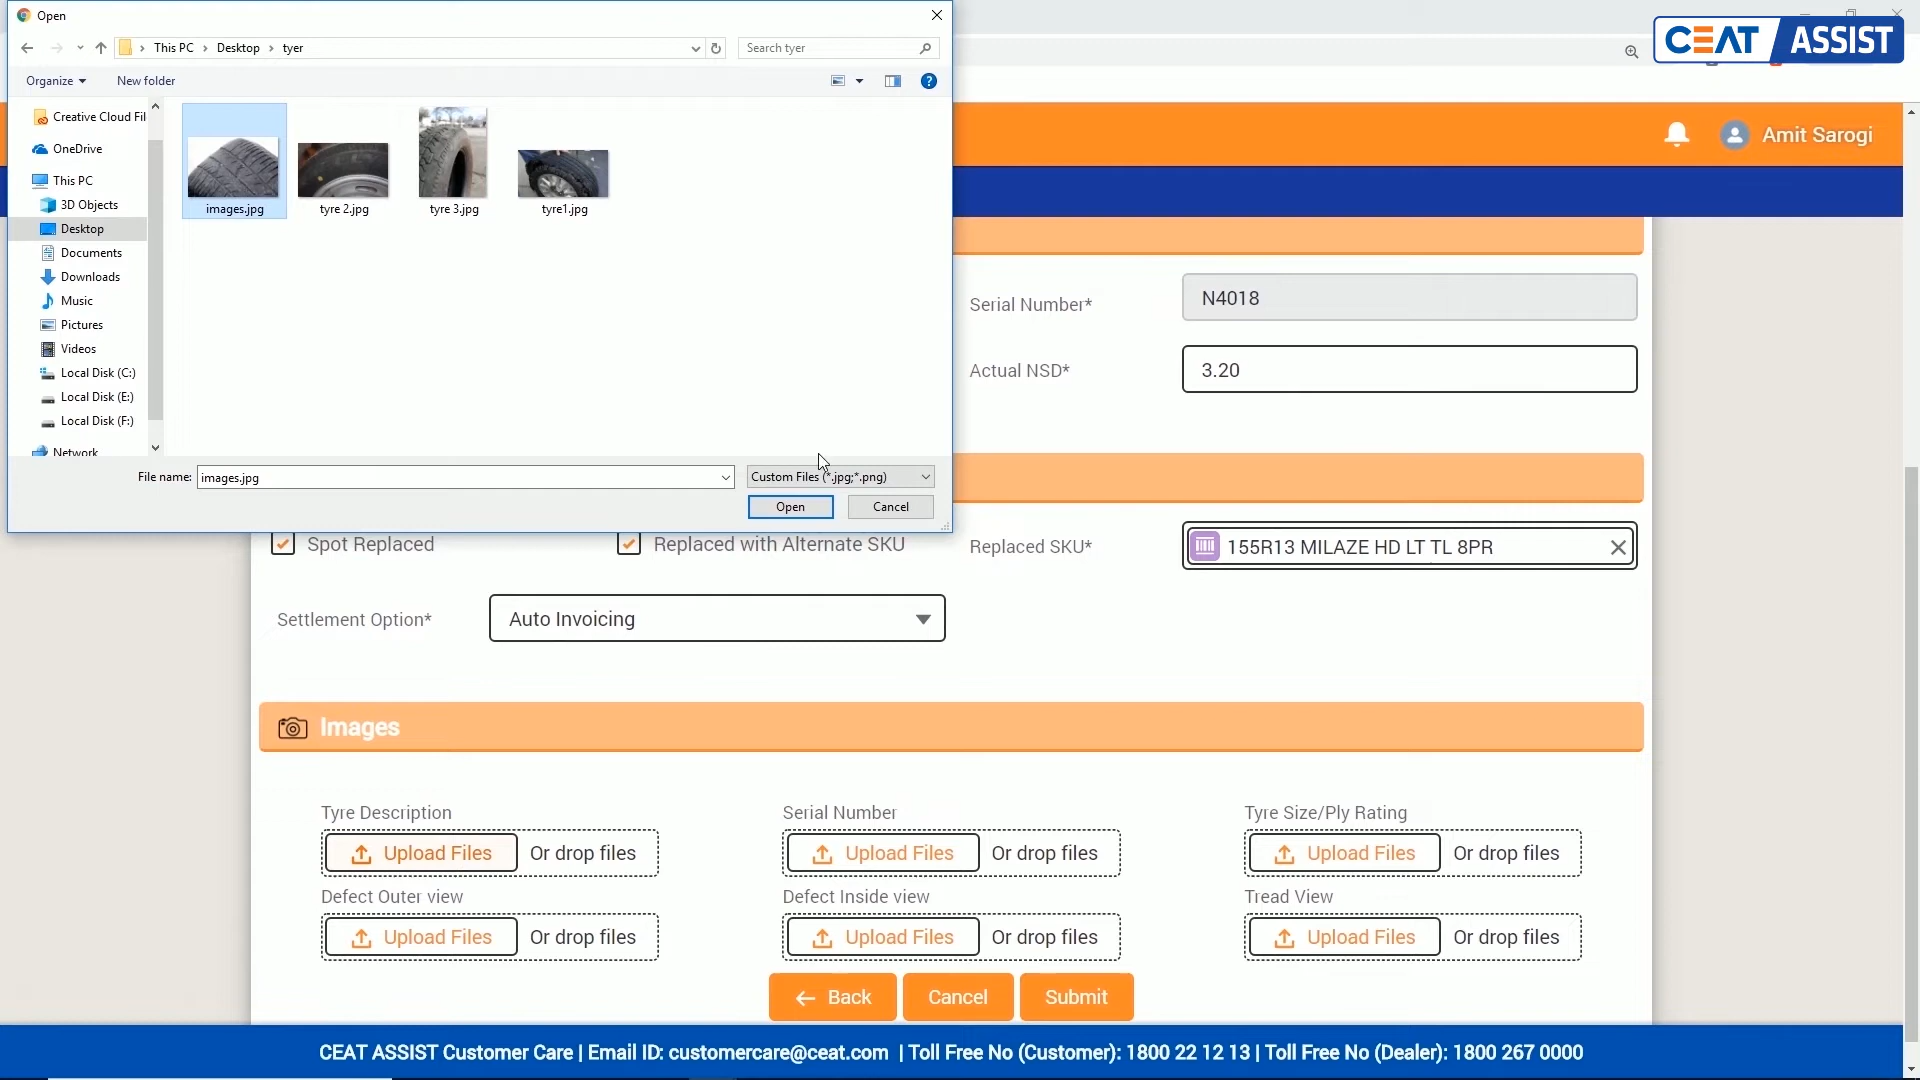 Open
CEAT ASSIST
This PC > Desktop > tyer
Search tyer
Organize
New folder
Amit Sarogi
Creative Cloud Fil
OneDrive
This PC
3D Objects
Desktop
Documents
Downloads
Music
Pictures
Videos
Local Disk (C:)
Local Disk (E:)
Local Disk (F:)
Network
images.jpg
tyre 2.jpg
tyre 3.jpg
tyre1.jpg
File name: images.jpg
Custom Files (*.jpg;*.png)
Open
Cancel
Serial Number*
N4018
Actual NSD*
3.20
Spot Replaced
Replaced with Alternate SKU
Replaced SKU*
155R13 MILAZE HD LT TL 8PR
Settlement Option*
Auto Invoicing
Images
Tyre Description
Serial Number
Tyre Size/Ply Rating
Upload Files Or drop files
Upload Files Or drop files
Upload Files Or drop files
Defect Outer view
Defect Inside view
Tread View
Upload Files Or drop files
Upload Files Or drop files
Upload Files Or drop files
Back
Cancel
Submit
CEAT ASSIST Customer Care | Email ID: customercare@ceat.com | Toll Free No (Customer): 1800 22 12 13 | Toll Free No (Dealer): 1800 267 0000